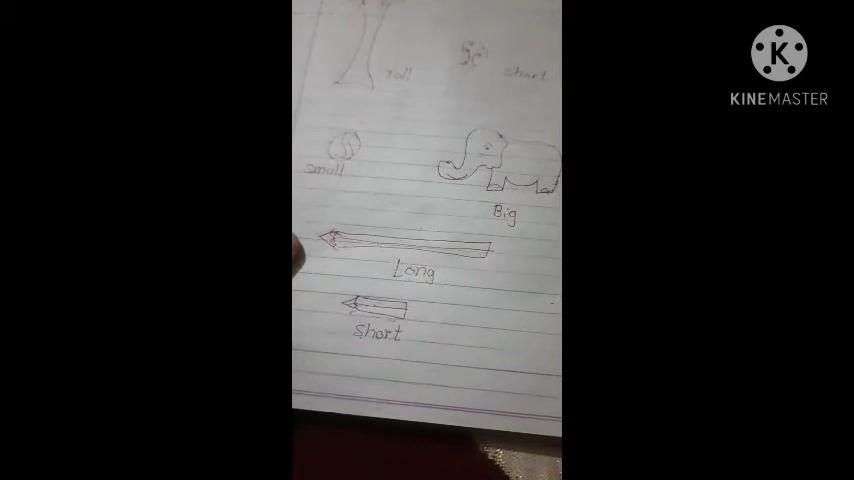 Tall
short
small
Big
Long
Short
KINEMASTER